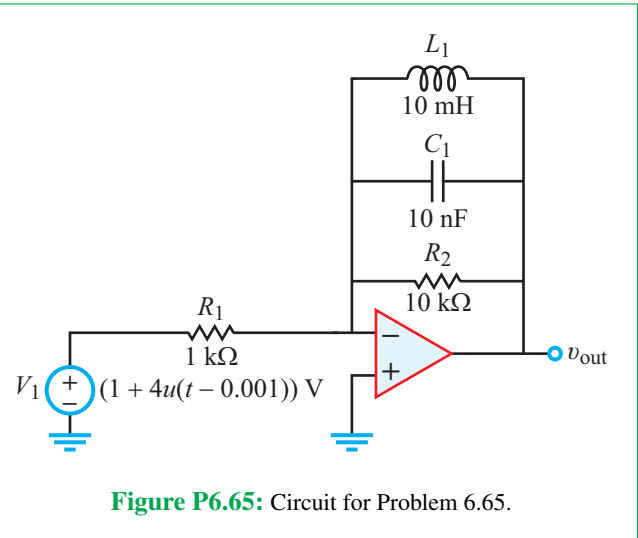 L1
10 mH
C1
10 nF
R2
10 kΩ
R1
1 kΩ
−
+
vout
V1
+
−
(1 + 4u(t – 0.001)) V
Figure P6.65: Circuit for Problem 6.65.